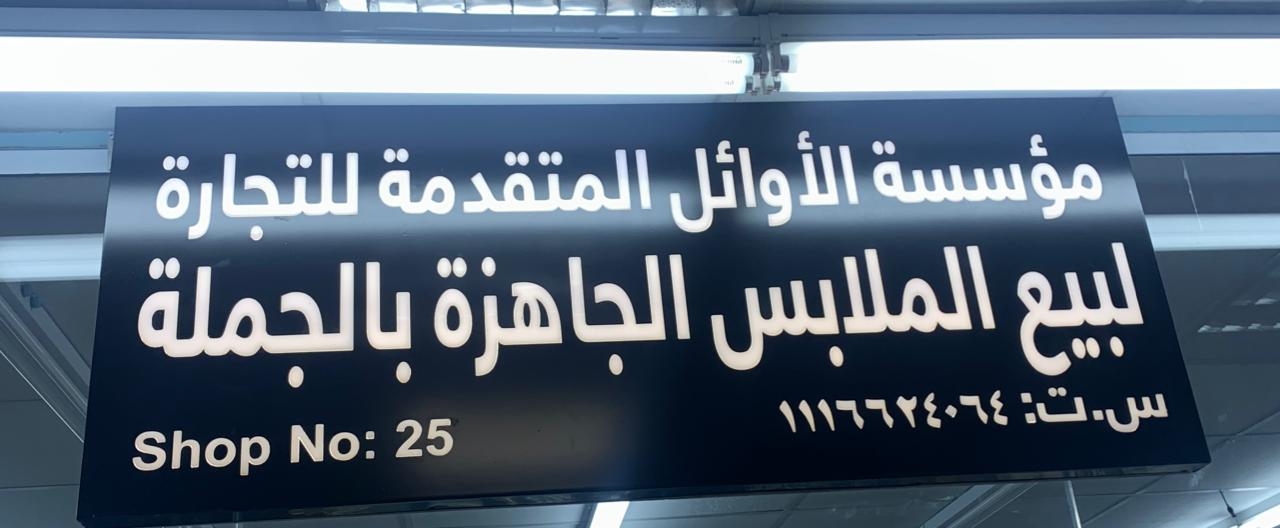 مؤسسة الأوائل المتقدمة للتجارة
لبيع الملابس الجاهزة بالجملة
س.ت: ١١١٦٦٢٤٠٦٤
Shop No: 25